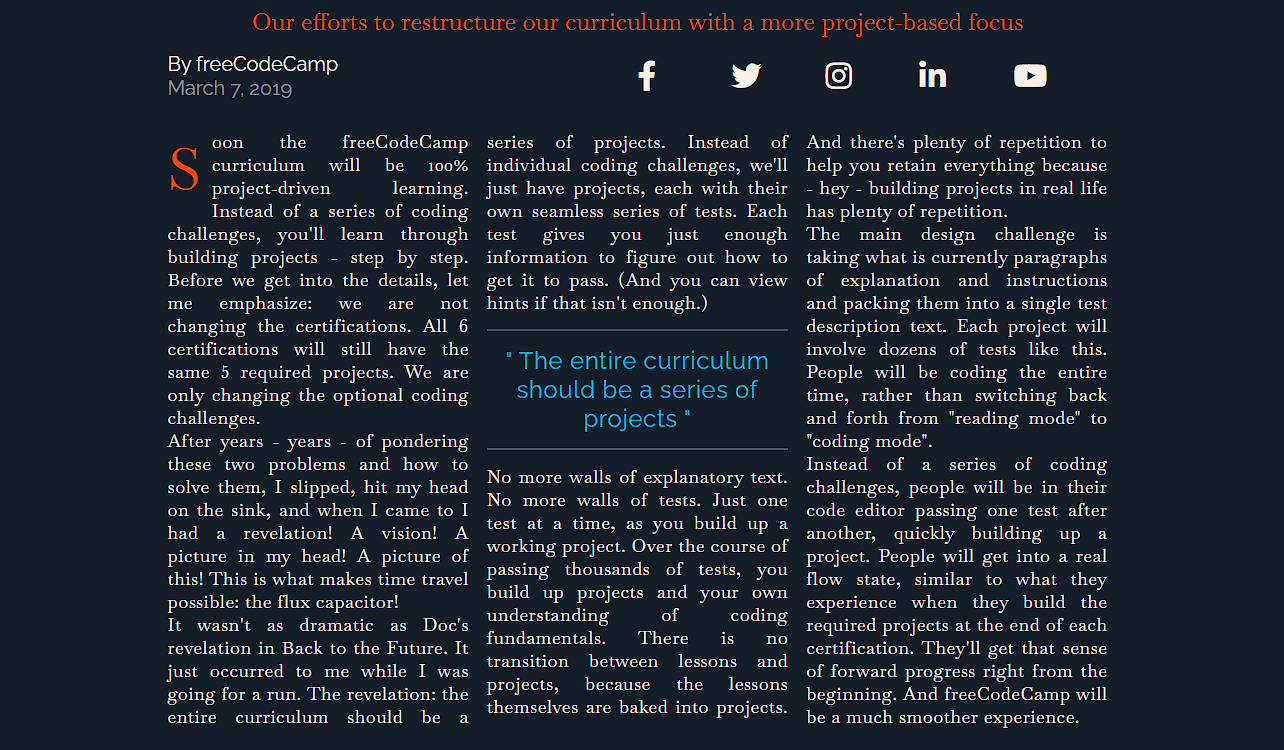 Our efforts to restructure our curriculum with a more project-based focus
By freeCodeCamp
March 7, 2019
Soon the freeCodeCamp
curriculum will be 100%
project-driven learning.
Instead of a series of coding
challenges, you'll learn through
building projects - step by step.
Before we get into the details, let
me emphasize: we are not
changing the certifications. All 6
certifications will still have the
same 5 required projects. We are
only changing the optional coding
challenges.
After years - years - of pondering
these two problems and how to
solve them, I slipped, hit my head
on the sink, and when I came to I
had a revelation! A vision! A
picture in my head! A picture of
this! This is what makes time travel
possible: the flux capacitor!
It wasn't as dramatic as Doc's
revelation in Back to the Future. It
just occurred to me while I was
going for a run. The revelation: the
entire curriculum should be a
series of projects. Instead of
individual coding challenges, we'll
just have projects, each with their
own seamless series of tests. Each
test gives you just enough
information to figure out how to
get it to pass. (And you can view
hints if that isn't enough.)
" The entire curriculum
should be a series of
projects "
No more walls of explanatory text.
No more walls of tests. Just one
test at a time, as you build up a
working project. Over the course of
passing thousands of tests, you
build up projects and your own
understanding of coding
fundamentals. There is no
transition between lessons and
projects, because the lessons
themselves are baked into projects.
And there's plenty of repetition to
help you retain everything because
- hey - building projects in real life
has plenty of repetition.
The main design challenge is
taking what is currently paragraphs
of explanation and instructions
and packing them into a single test
description text. Each project will
involve dozens of tests like this.
People will be coding the entire
time, rather than switching back
and forth from "reading mode" to
"coding mode".
Instead of a series of coding
challenges, people will be in their
code editor passing one test after
another, quickly building up a
project. People will get into a real
flow state, similar to what they
experience when they build the
required projects at the end of each
certification. They'll get that sense
of forward progress right from the
beginning. And freeCodeCamp will
be a much smoother experience.